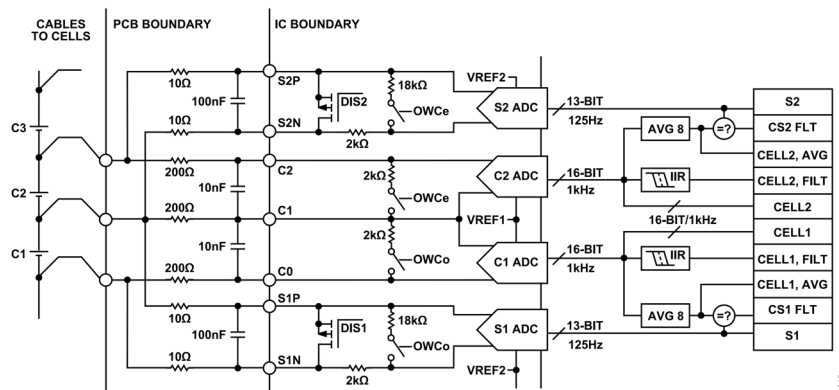 CABLES
TO CELLS
PCB BOUNDARY
IC BOUNDARY
10Ω
100nF
10Ω
S2P
S2N
DIS2
18kΩ
OWCe
2kΩ
VREF2
S2 ADC
13-BIT
125Hz
C3
C2
C1
200Ω
10nF
200Ω
10nF
200Ω
C2
C1
C0
2kΩ
OWCe
2kΩ
OWCo
C2 ADC
VREF1
C1 ADC
16-BIT
1kHz
16-BIT
1kHz
10Ω
100nF
10Ω
S1P
S1N
DIS1
18kΩ
OWCo
2kΩ
S1 ADC
VREF2
13-BIT
125Hz
AVG 8
=?
IIR
16-BIT/1kHz
IIR
AVG 8
=?
S2
CS2 FLT
CELL2, AVG
CELL2, FILT
CELL2
CELL1
CELL1, FILT
CELL1, AVG
CS1 FLT
S1